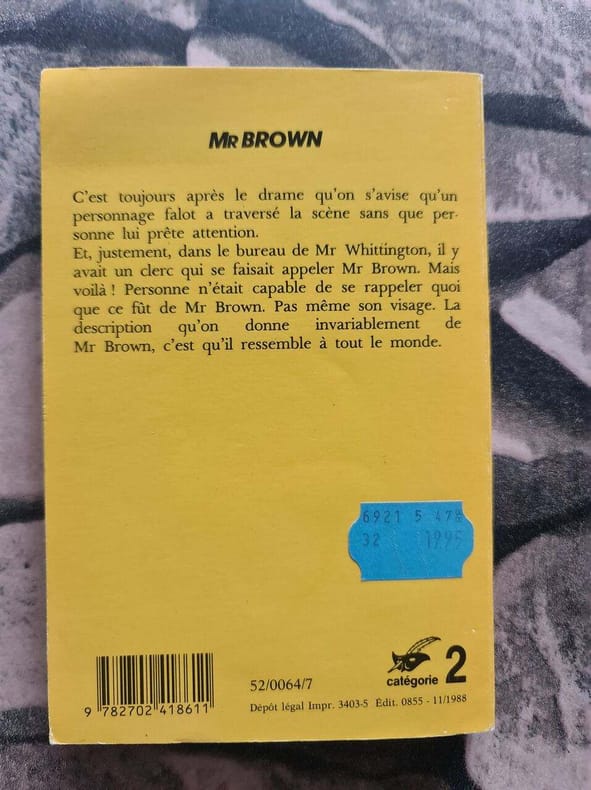 MR BROWN
C'est toujours après le drame qu'on s'avise qu'un
personnage falot a traversé la scène sans que per-
sonne lui prête attention.
Et, justement, dans le bureau de Mr Whittington, il y
avait un clerc qui se faisait appeler Mr Brown. Mais
voilà ! Personne n'était capable de se rappeler quoi
que ce fût de Mr Brown. Pas même son visage. La
description qu'on donne invariablement de
Mr Brown, c'est qu'il ressemble à tout le monde.
6921 5 478
32 1995
52/0064/7
catégorie 2
9 782702 418611
Dépôt légal Impr. 3403-5 Édit. 0855 - 11/1988